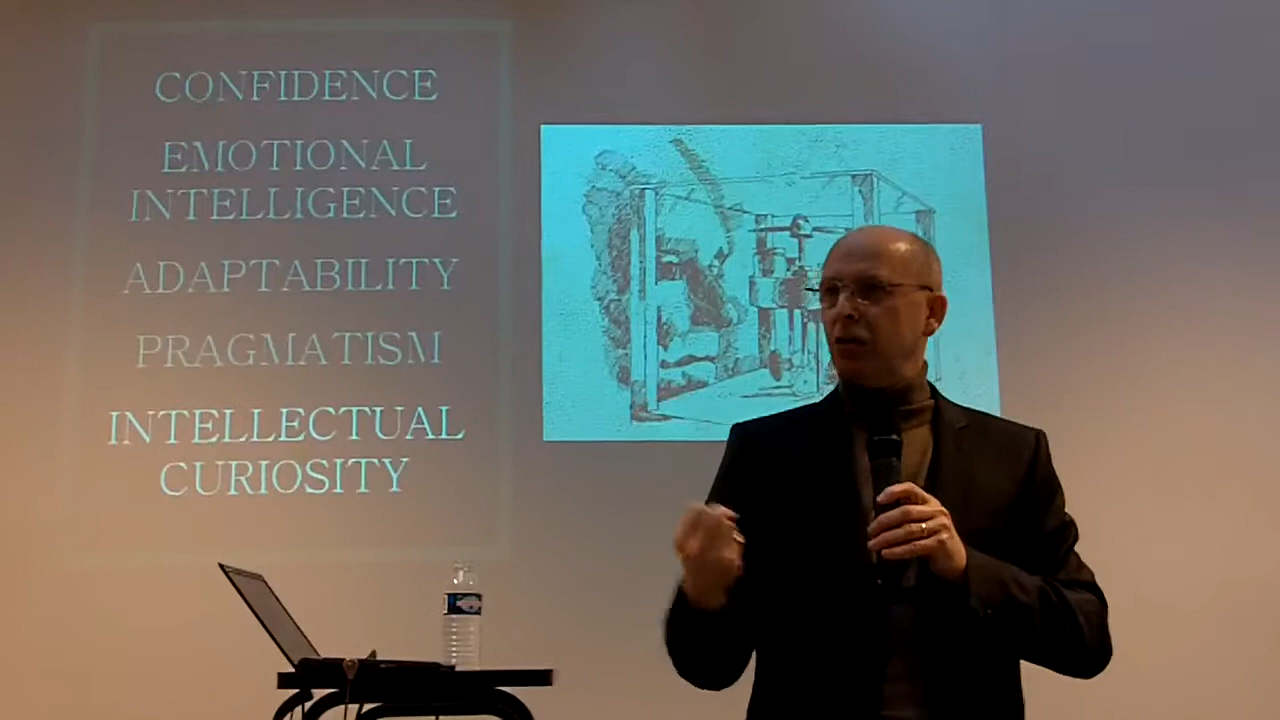 CONFIDENCE
EMOTIONAL
INTELLIGENCE
ADAPTABILITY
PRAGMATISM
INTELLECTUAL
CURIOSITY